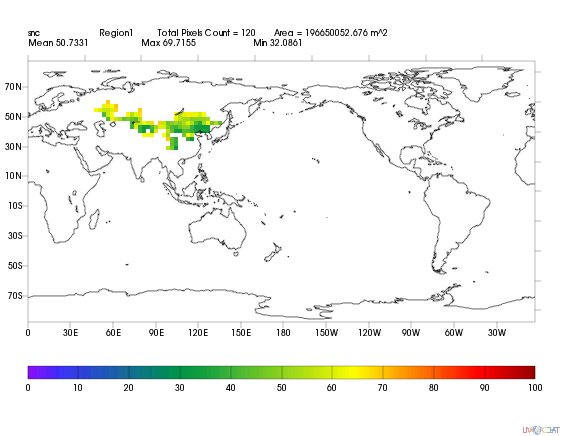 snc Region1 Total Pixels Count = 120 Area = 196650052.676 m^2
Mean 50.7331 Max 69.7155 Min 32.0861
70N
50N
30N
10N
10S
30S
50S
70S
0 30E 60E 90E 120E 150E 180 150W 120W 90W 60W 30W
0 10 20 30 40 50 60 70 80 90 100